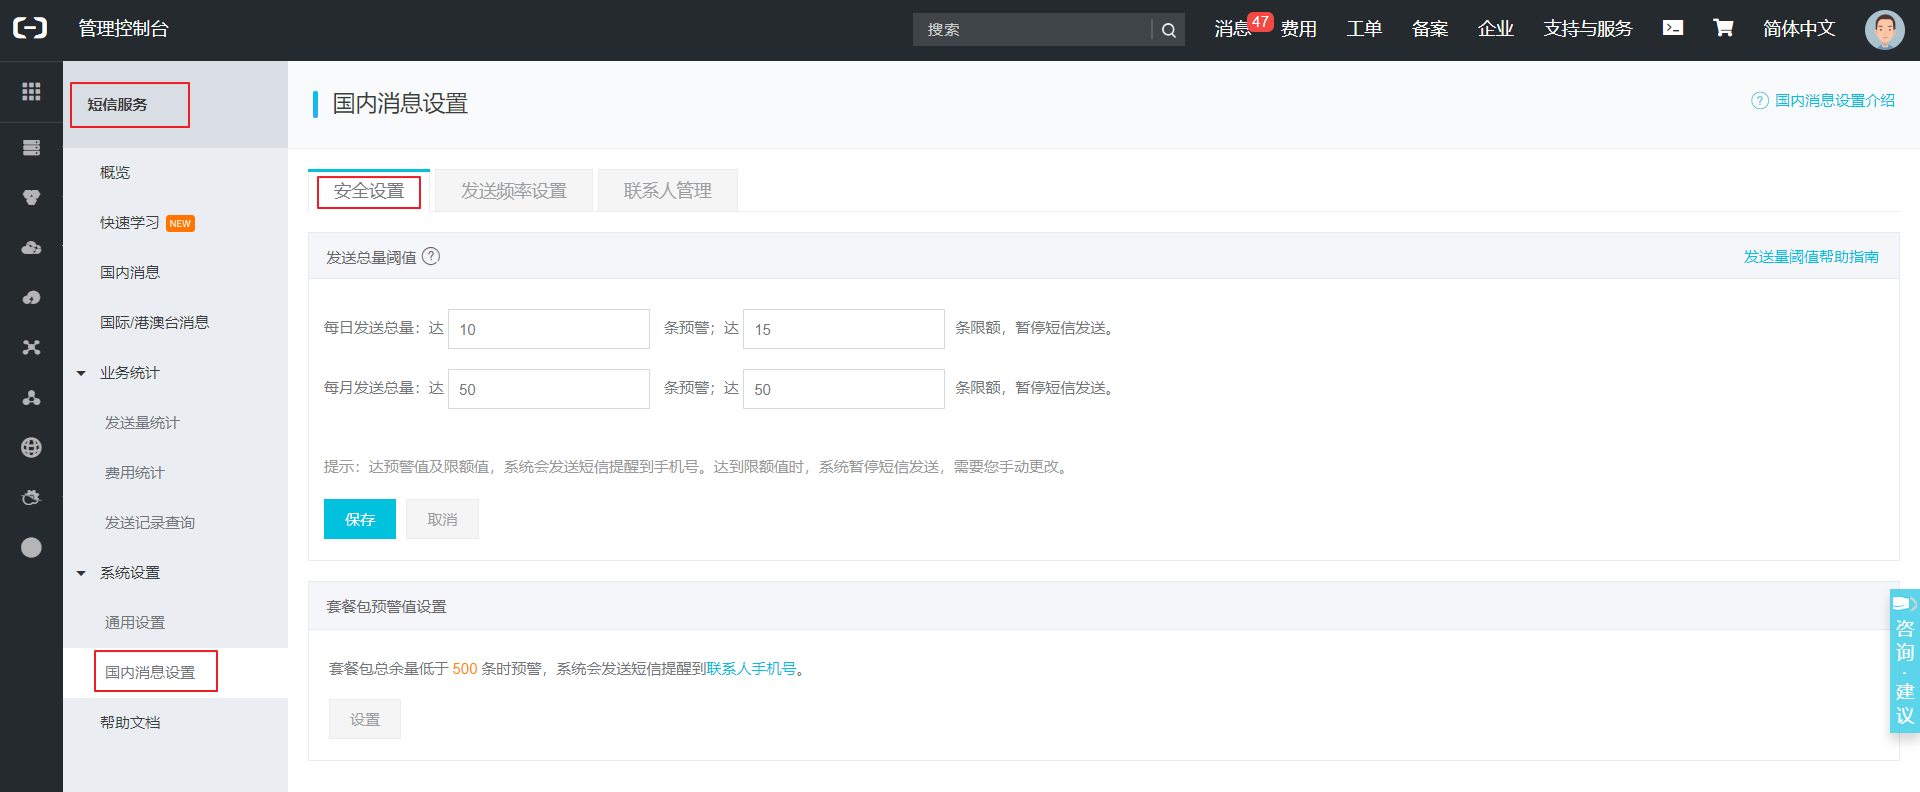 管理控制台
搜索
消息 47 费用 工单 备案 企业 支持与服务 简体中文
短信服务
概览
快速学习 NEW
国内消息
国际/港澳台消息
业务统计
发送量统计
费用统计
发送记录查询
系统设置
通用设置
国内消息设置
帮助文档
国内消息设置
国内消息设置介绍
安全设置 发送频率设置 联系人管理
发送总量阈值 发送量阈值帮助指南
每日发送总量：达 10 条预警；达 15 条限额，暂停短信发送。
每月发送总量：达 50 条预警；达 50 条限额，暂停短信发送。
提示：达预警值及限额值，系统会发送短信提醒到手机号。达到限额值时，系统暂停短信发送，需要您手动更改。
保存 取消
套餐包预警值设置
套餐包总余量低于 500 条时预警，系统会发送短信提醒到联系人手机号。
设置
咨询·建议